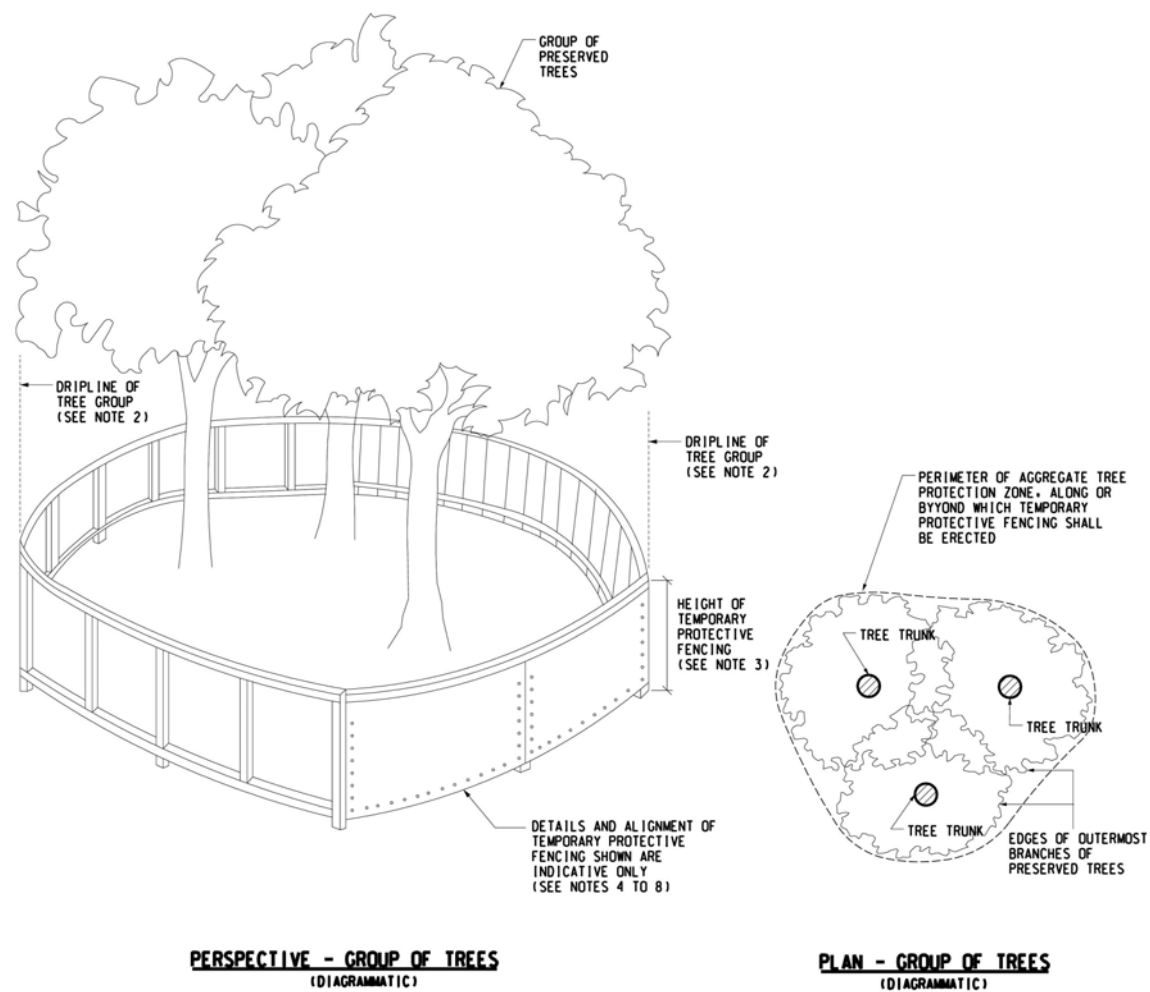 GROUP OF
PRESERVED
TREES
DRIPLINE OF
TREE GROUP
(SEE NOTE 2)
DRIPLINE OF
TREE GROUP
(SEE NOTE 2)
HEIGHT OF
TEMPORARY
PROTECTIVE
FENCING
(SEE NOTE 3)
DETAILS AND ALIGNMENT OF
TEMPORARY PROTECTIVE
FENCING SHOWN ARE
INDICATIVE ONLY
(SEE NOTES 4 TO 8)
PERSPECTIVE - GROUP OF TREES
(DIAGRAMMATIC)
PERIMETER OF AGGREGATE TREE
PROTECTION ZONE, ALONG OR
BYYOND WHICH TEMPORARY
PROTECTIVE FENCING SHALL
BE ERECTED
TREE TRUNK
TREE TRUNK
TREE TRUNK
EDGES OF OUTERMOST
BRANCHES OF
PRESERVED TREES
PLAN - GROUP OF TREES
(DIAGRAMMATIC)